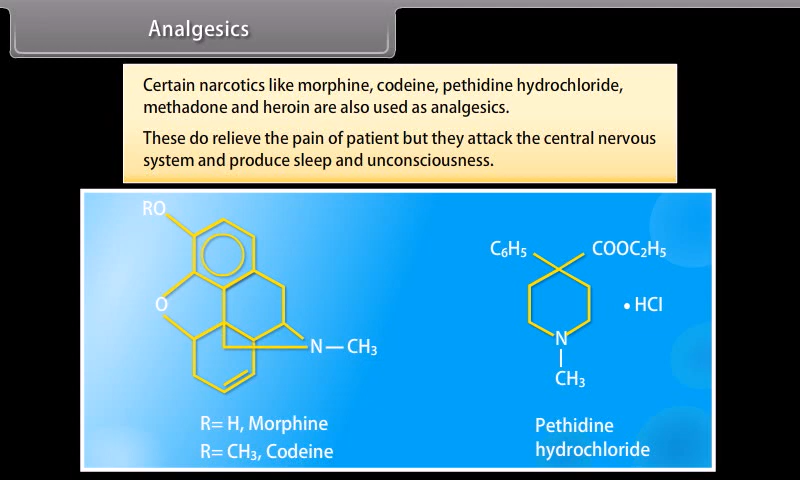 Analgesics
Certain narcotics like morphine, codeine, pethidine hydrochloride,
methadone and heroin are also used as analgesics.
These do relieve the pain of patient but they attack the central nervous
system and produce sleep and unconsciousness.
RO
O
N — CH₃
R= H, Morphine
R= CH₃, Codeine
C₆H₅
COOC₂H₅
• HCl
N
CH₃
Pethidine
hydrochloride